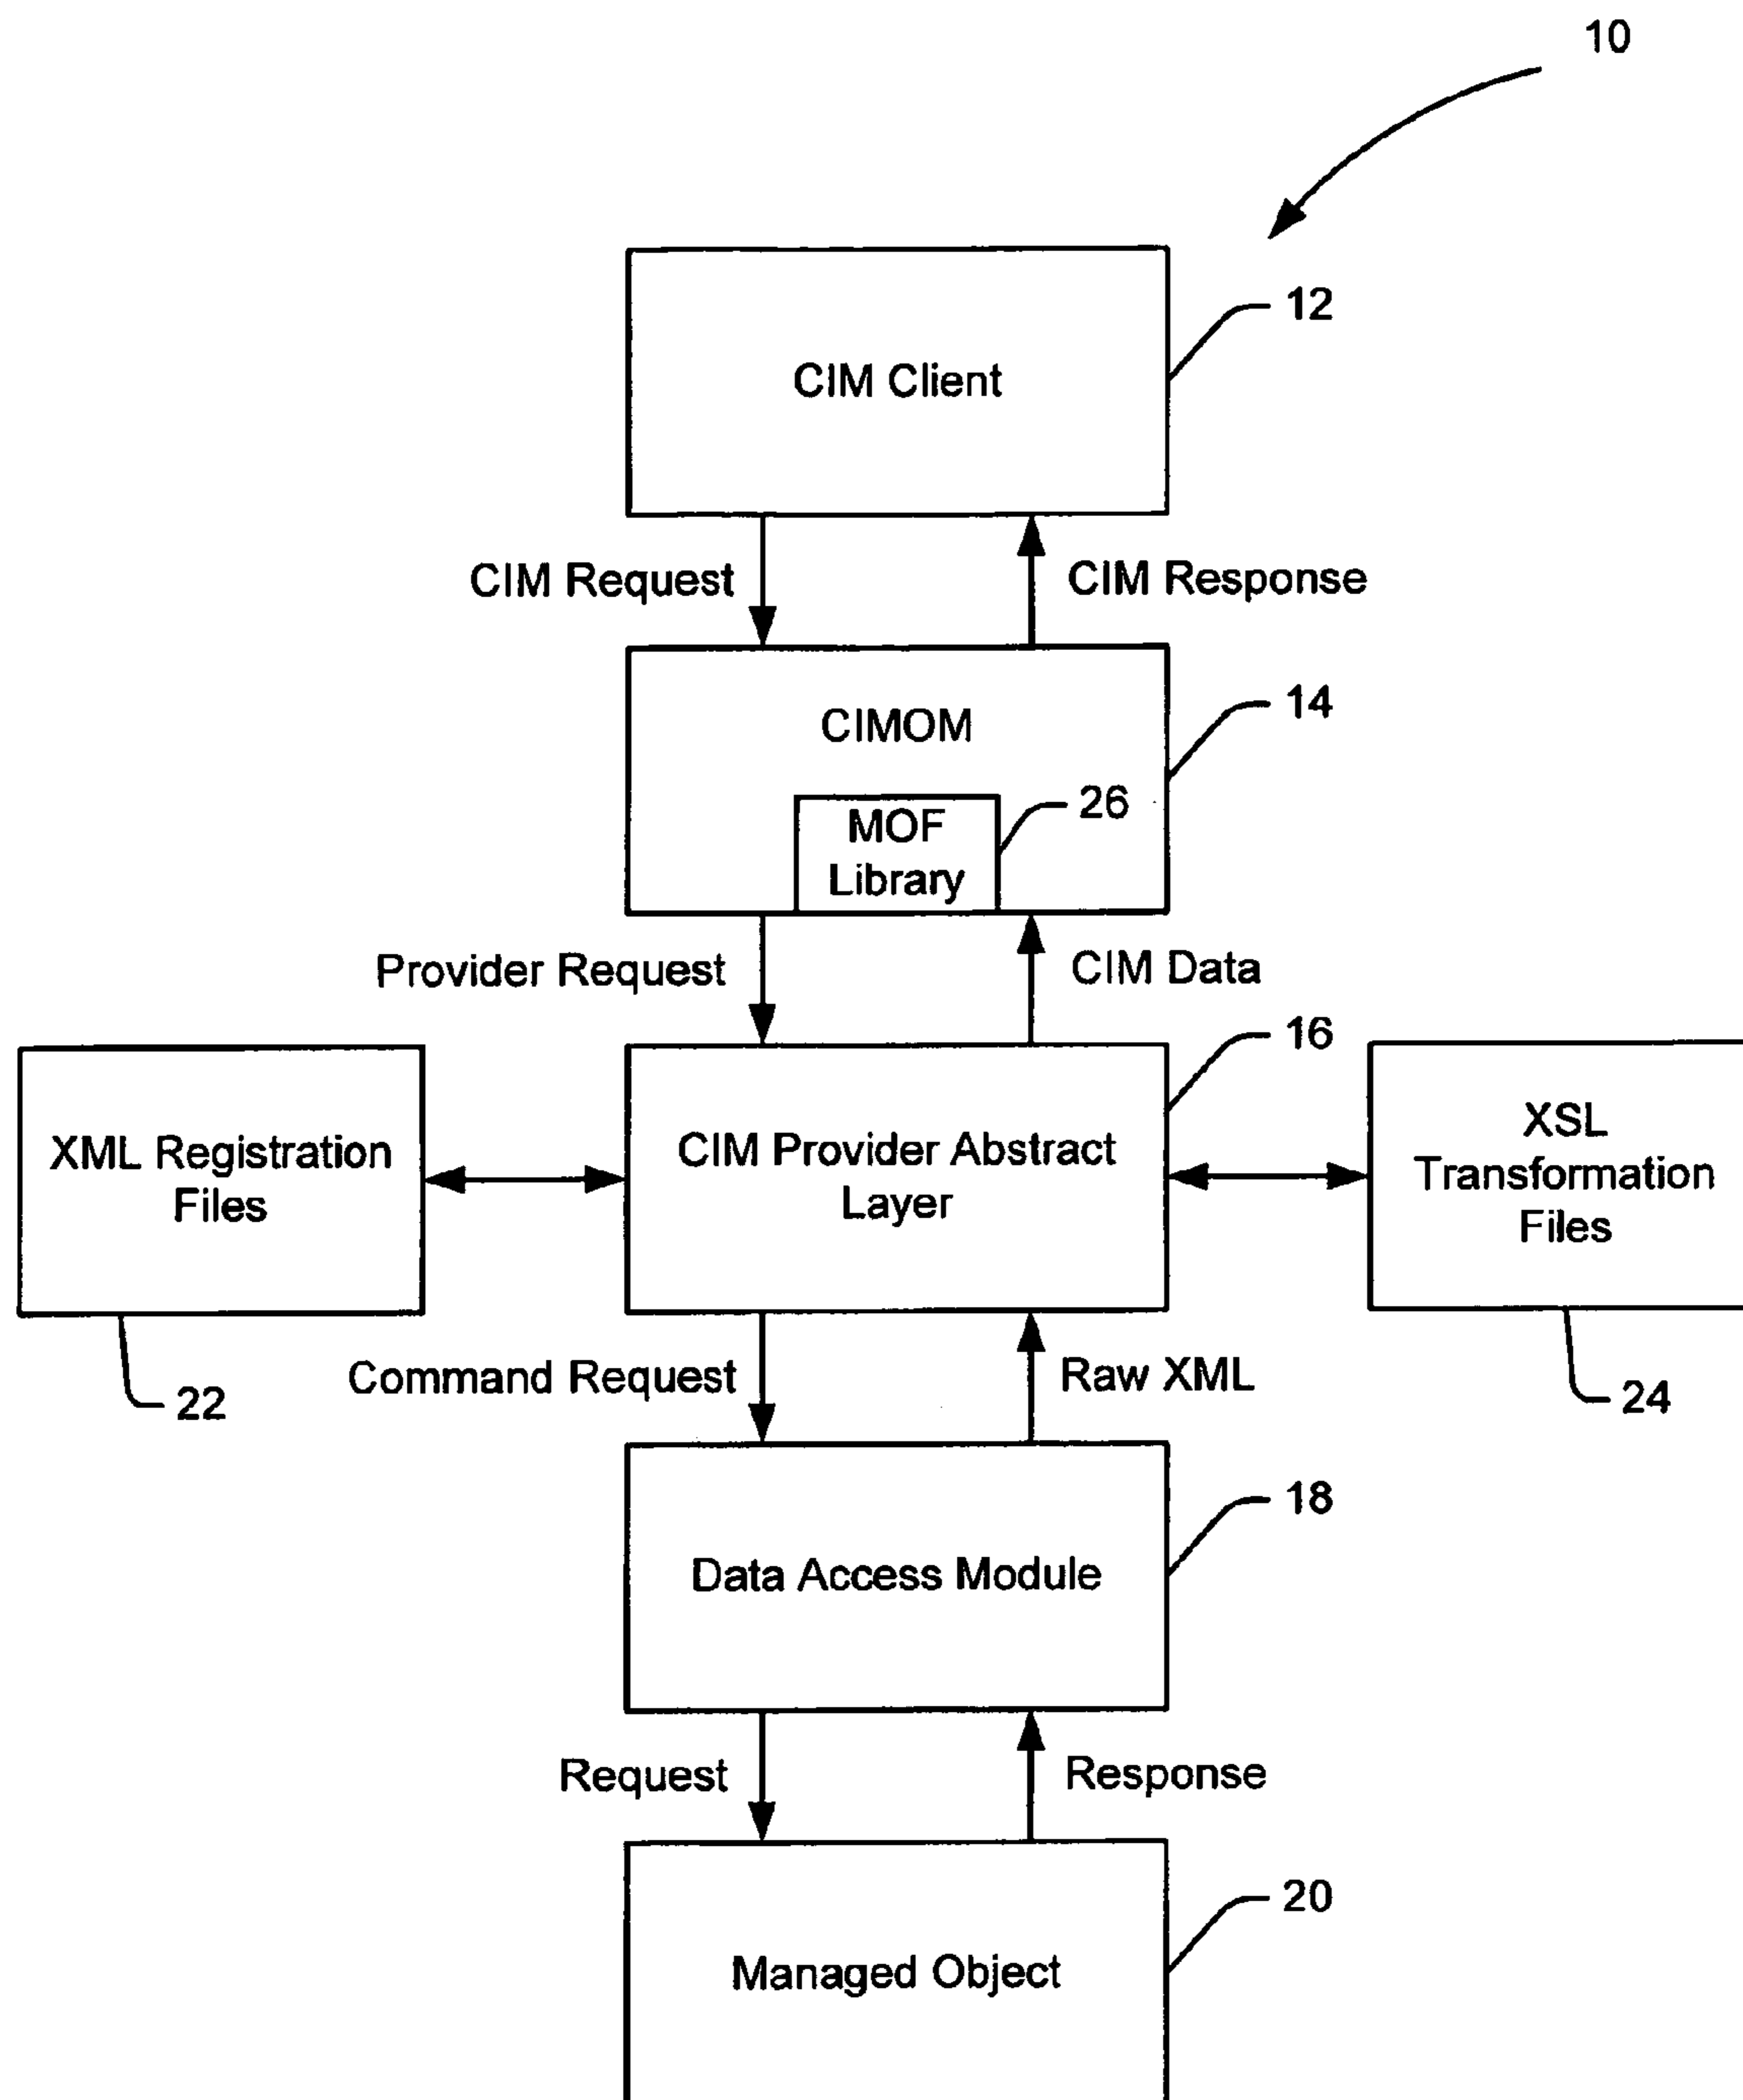 10
12
CIM Client
CIM Request
CIM Response
CIMOM
14
26
MOF
Library
Provider Request
CIM Data
16
XML Registration
Files
CIM Provider Abstract
Layer
XSL
Transformation
Files
22
Command Request
Raw XML
24
18
Data Access Module
Request
Response
20
Managed Object